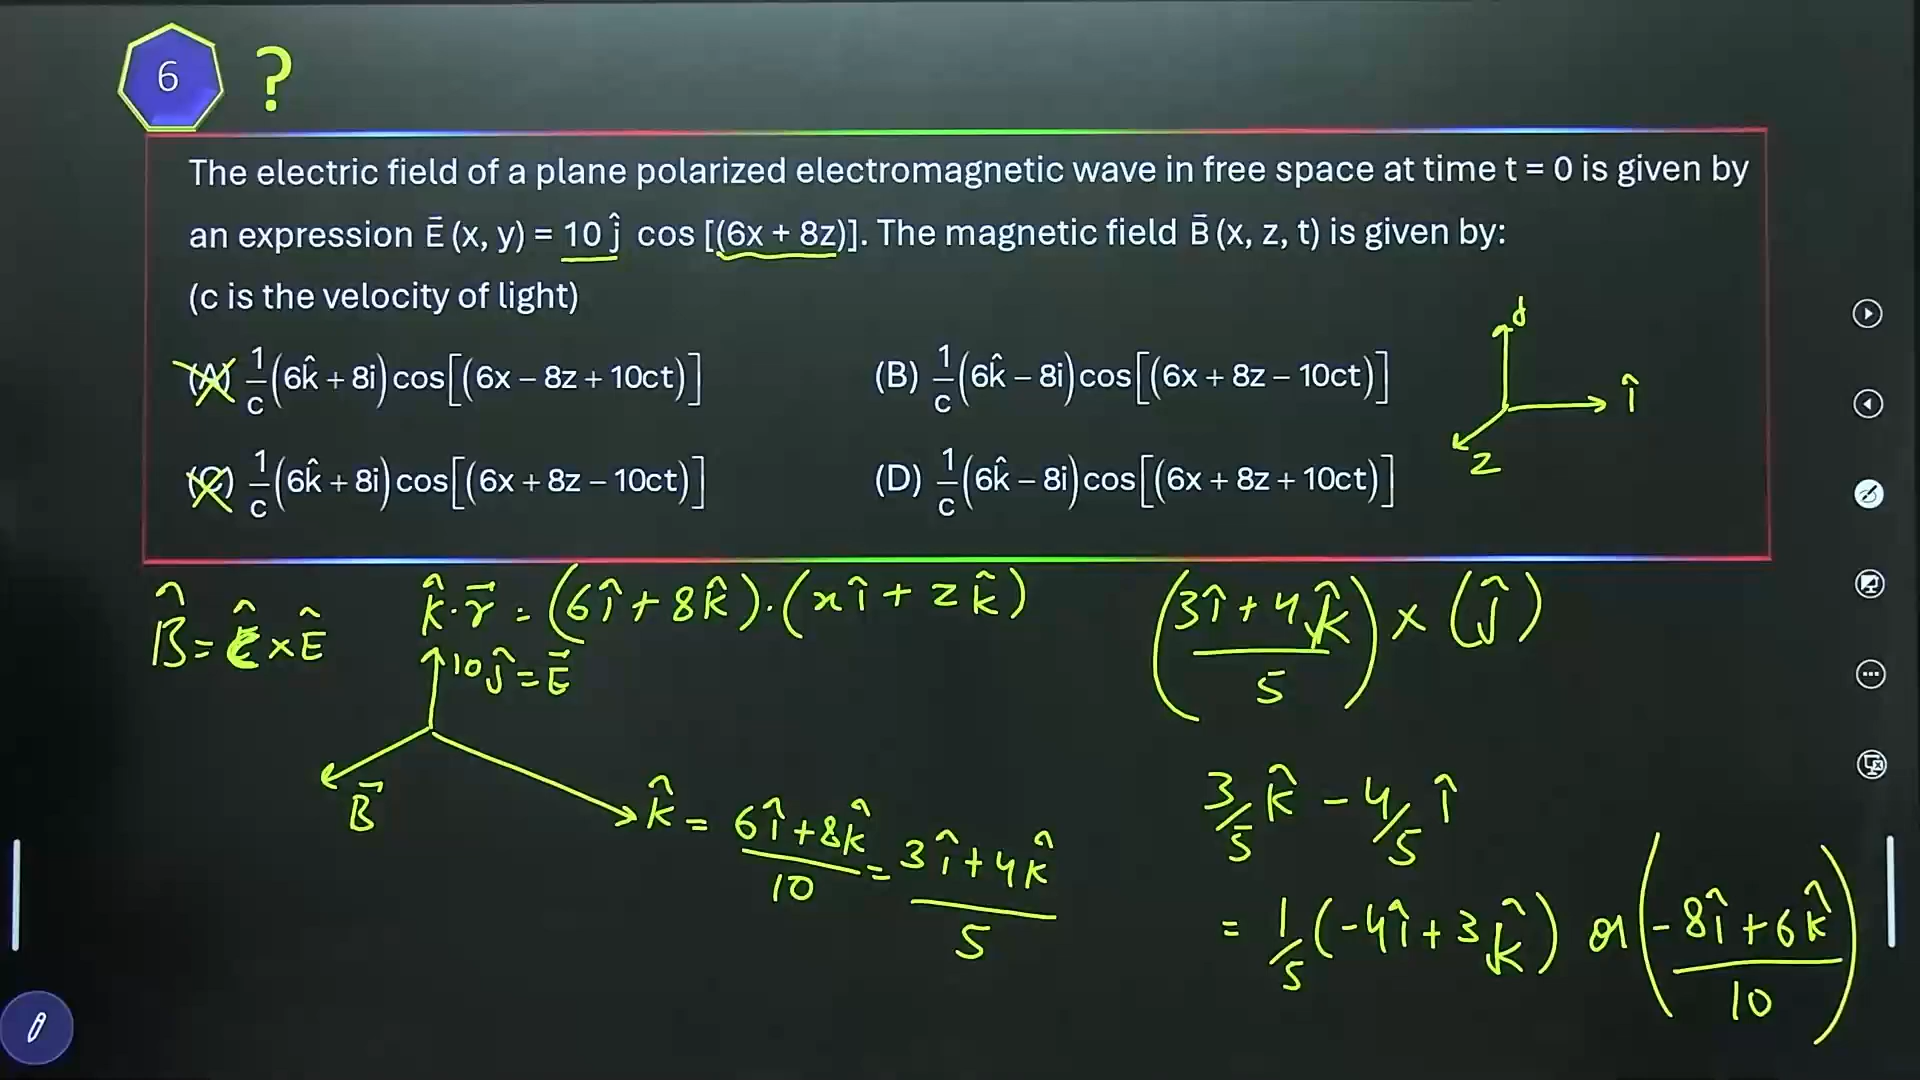 6 ?
The electric field of a plane polarized electromagnetic wave in free space at time t = 0 is given by
an expression E⃗ (x, y) = 10 ĵ cos [(6x + 8z)]. The magnetic field B⃗ (x, z, t) is given by:
(c is the velocity of light)
(A) 1/c (6k̂ + 8i) cos[(6x − 8z + 10ct)]
(B) 1/c (6k̂ − 8i) cos[(6x + 8z − 10ct)]
(C) 1/c (6k̂ + 8i) cos[(6x + 8z − 10ct)]
(D) 1/c (6k̂ − 8i) cos[(6x + 8z + 10ct)]
î
z
B̂ = k̂ × Ê
k̂·r⃗ = (6î + 8k̂)·(xî + zk̂)
((3î + 4k̂)/5) × (ĵ)
10ĵ = E⃗
B⃗
k̂ = (6î + 8k̂)/10 = (3î + 4k̂)/5
3/5 k̂ − 4/5 î
= 1/5 (−4î + 3k̂) or ((−8î + 6k̂)/10)